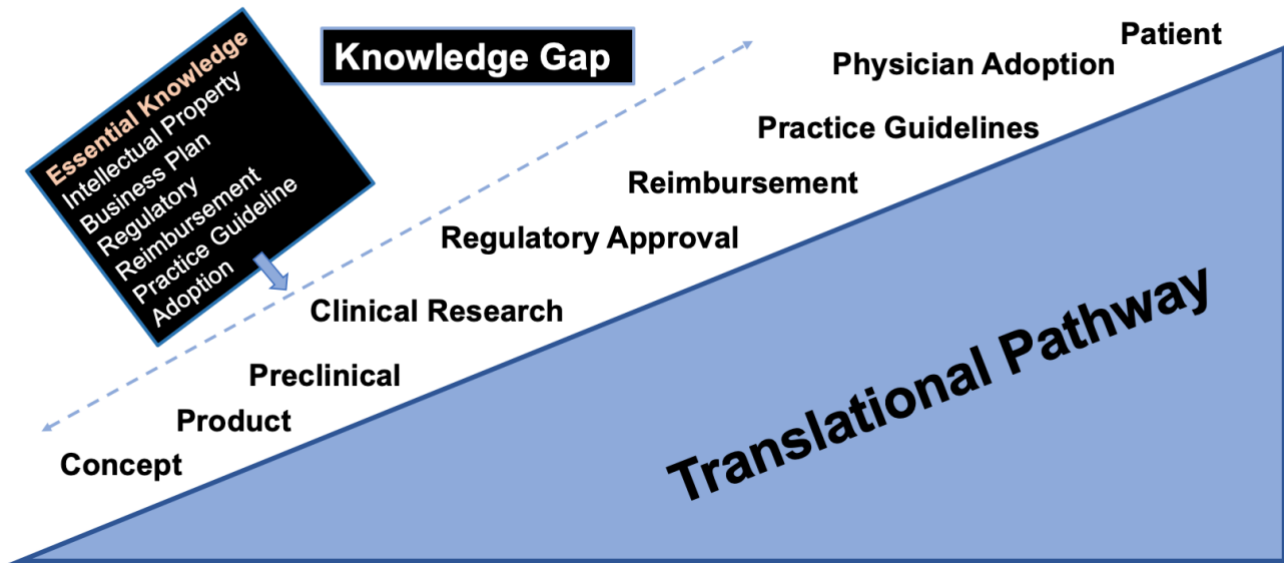 Essential Knowledge
Intellectual Property
Business Plan
Regulatory
Reimbursement
Practice Guideline
Adoption
Knowledge Gap
Patient
Physician Adoption
Practice Guidelines
Reimbursement
Regulatory Approval
Clinical Research
Preclinical
Product
Concept
Translational Pathway